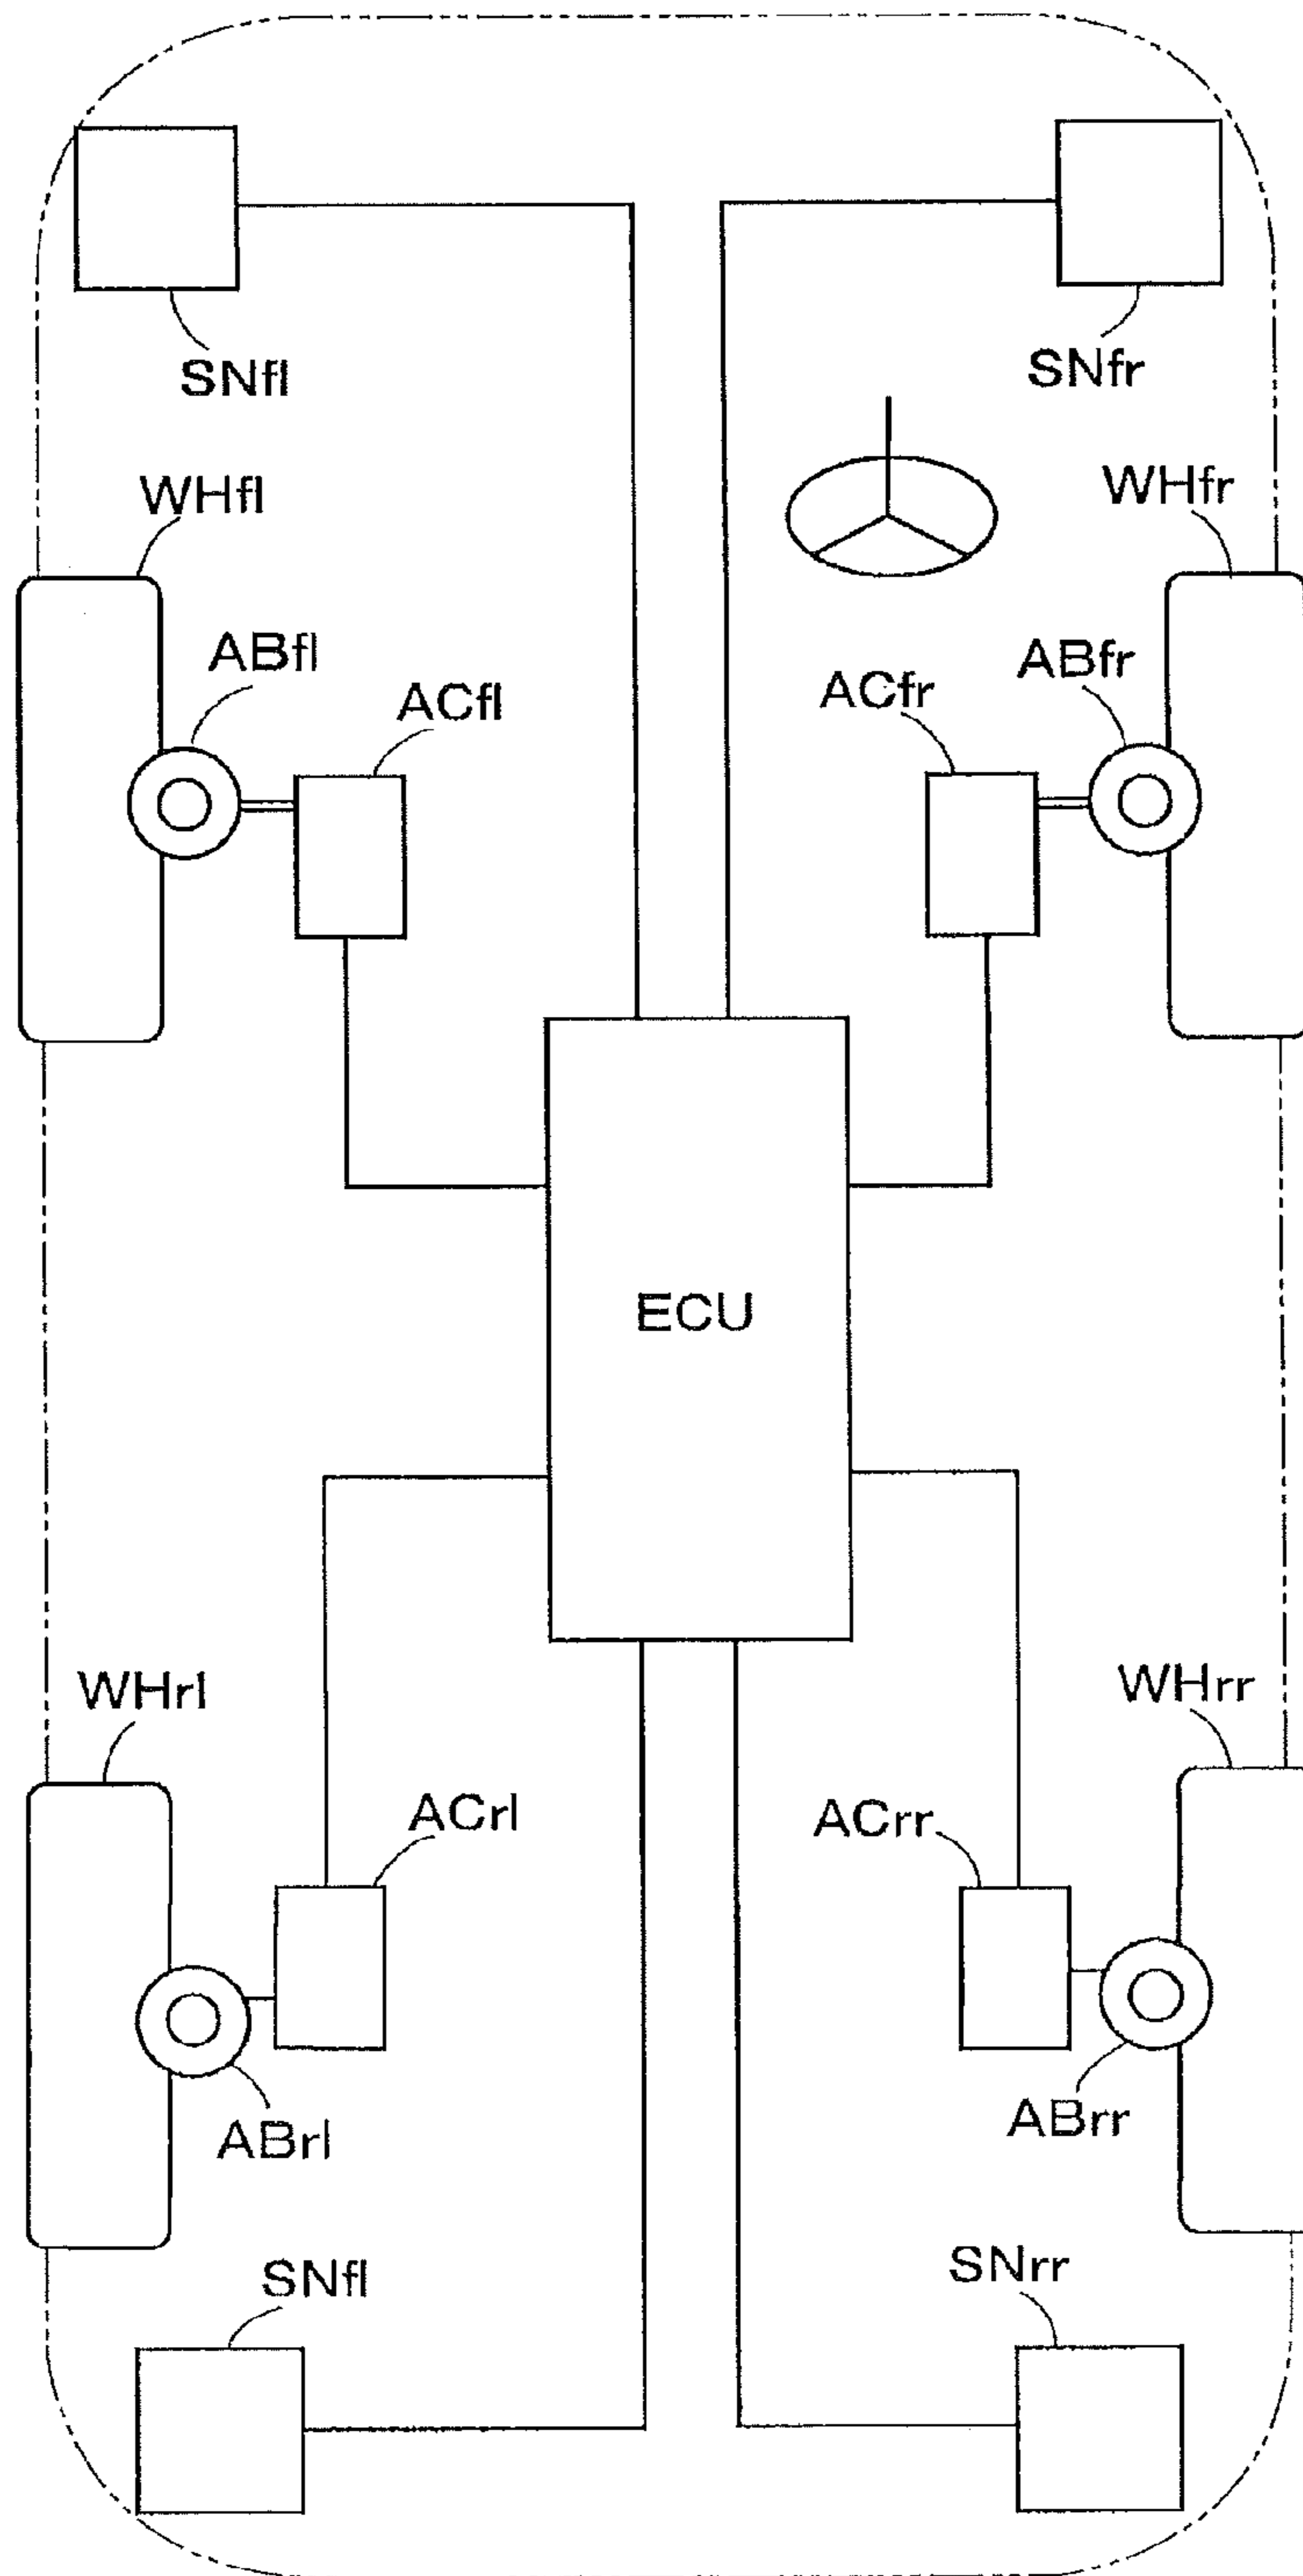 SNfl
SNfr
WHfl
WHfr
ABfl
ACfl
ACfr
ABfr
ECU
WHrl
WHrr
ACrl
ACrr
ABrl
ABrr
SNfl
SNrr